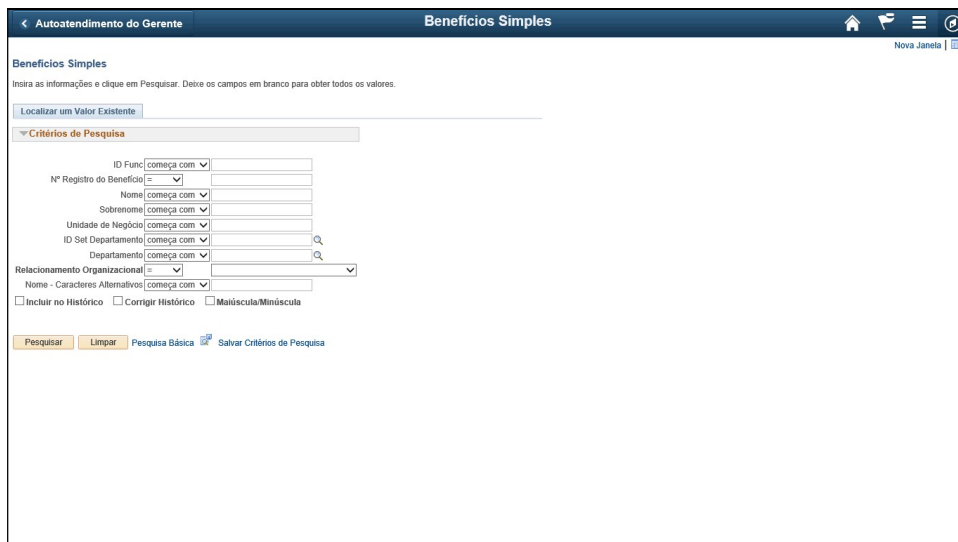 Autoatendimento do Gerente
Benefícios Simples
Nova Janela |
Benefícios Simples
Insira as informações e clique em Pesquisar. Deixe os campos em branco para obter todos os valores.
Localizar um Valor Existente
Critérios de Pesquisa
ID Func começa com
Nº Registro do Benefício =
Nome começa com
Sobrenome começa com
Unidade de Negócio começa com
ID Set Departamento começa com
Departamento começa com
Relacionamento Organizacional =
Nome - Caracteres Alternativos começa com
Incluir no Histórico Corrigir Histórico Maiúscula/Minúscula
Pesquisar Limpar Pesquisa Básica Salvar Critérios de Pesquisa